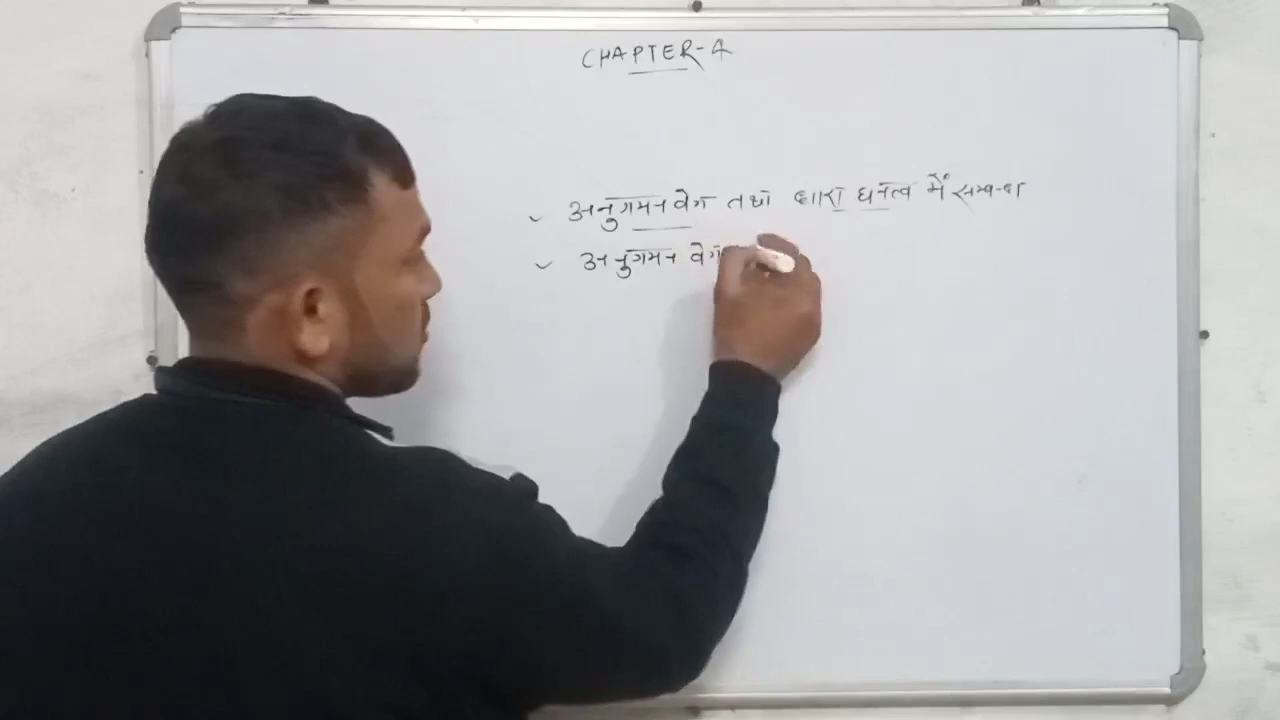 CHAPTER-4
अनुगमन वेग तथा धारा घनत्व में सम्बन्ध
अनुगमन वेग